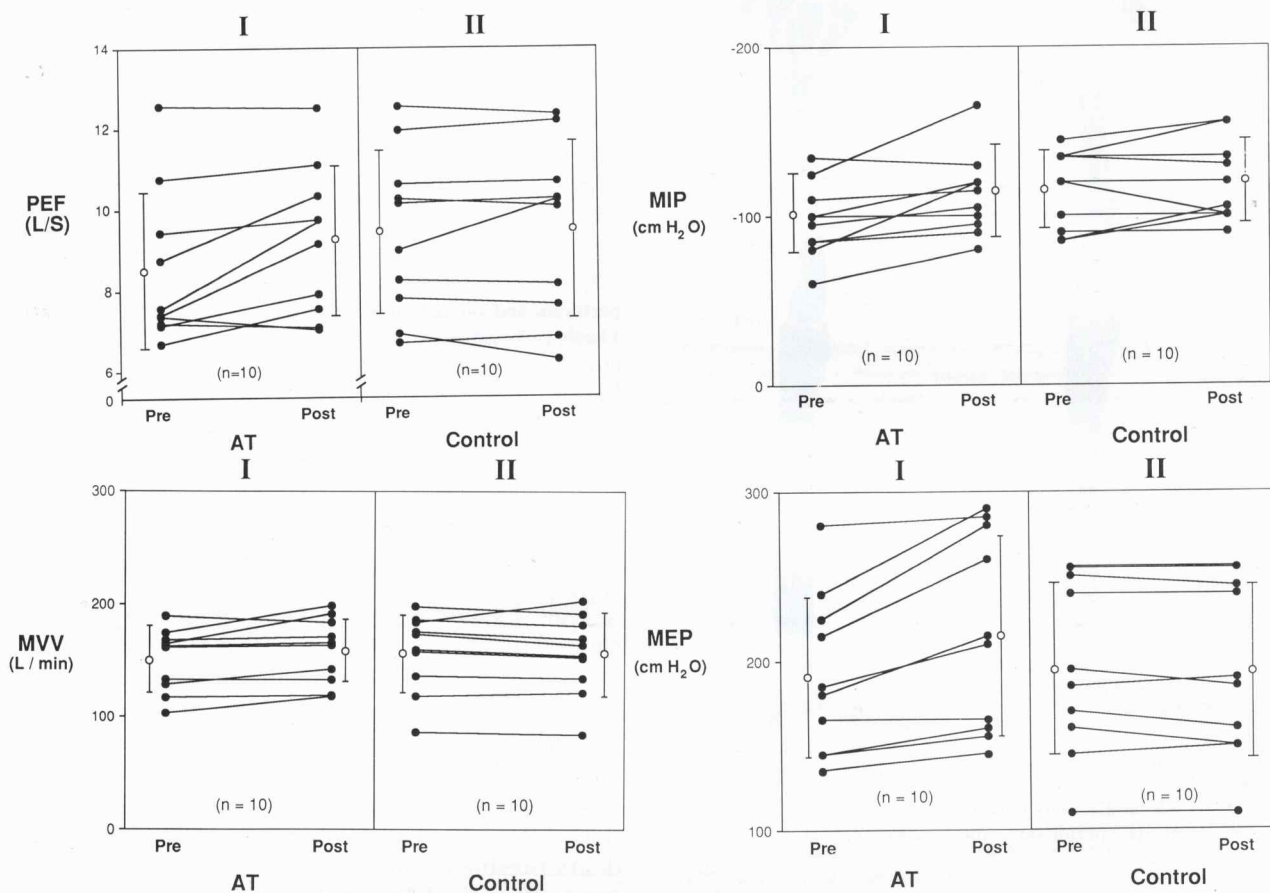 I II
14
12
PEF
(L/S)
10
8
6
0
(n=10) (n=10)
Pre Post Pre Post
AT Control
I II
-200
MIP
(cm H₂O)
-100
0
(n = 10) (n = 10)
Pre Post Pre Post
AT Control
I II
300
200
MVV
(L / min)
100
0
(n = 10) (n = 10)
Pre Post Pre Post
AT Control
I II
300
MEP
(cm H₂O)
200
100
(n = 10) (n = 10)
Pre Post Pre Post
AT Control